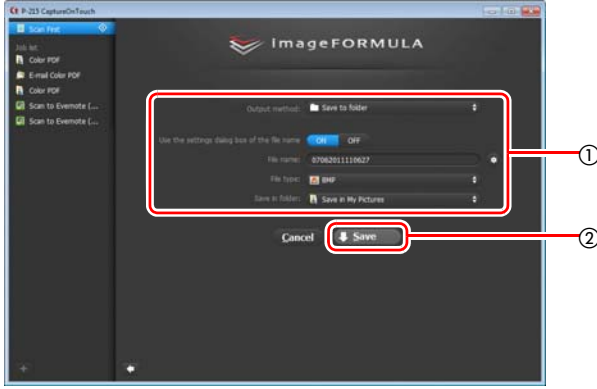 P-215 CaptureOnTouch
Scan First
Job list
Color PDF
E-mail Color PDF
Color PDF
Scan to Evernote (...
Scan to Evernote (...
imageFORMULA
Output method: Save to folder
Use the settings dialog box of the file name ON OFF
File name: 07062011110627
File type: BMP
Save in folder: Save in My Pictures
①
Cancel Save
②